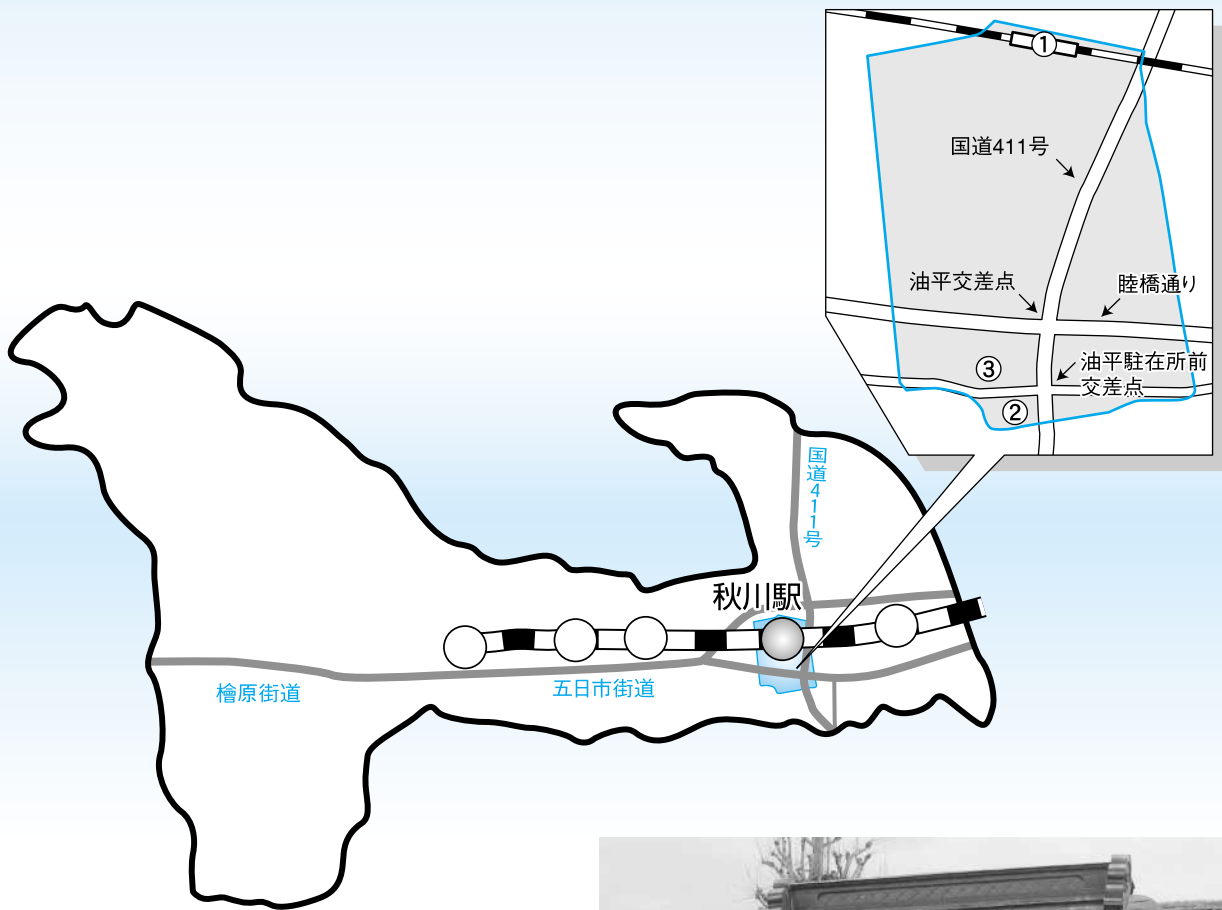 ①
国道411号
油平交差点
睦橋通り
③
油平駐在所前
交差点
②
国道411号
秋川駅
檜原街道
五日市街道